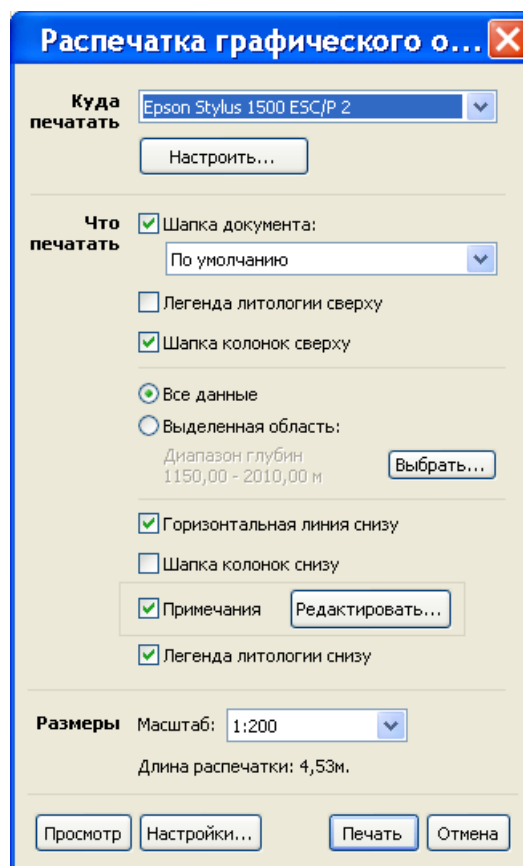 Распечатка графического о...
Куда печатать
Epson Stylus 1500 ESC/P 2
Настроить...
Что печатать
Шапка документа:
По умолчанию
Легенда литологии сверху
Шапка колонок сверху
Все данные
Выделенная область:
Диапазон глубин
1150,00 - 2010,00 м
Выбрать...
Горизонтальная линия снизу
Шапка колонок снизу
Примечания
Редактировать...
Легенда литологии снизу
Размеры
Масштаб:
1:200
Длина распечатки: 4,53м.
Просмотр
Настройки...
Печать
Отмена